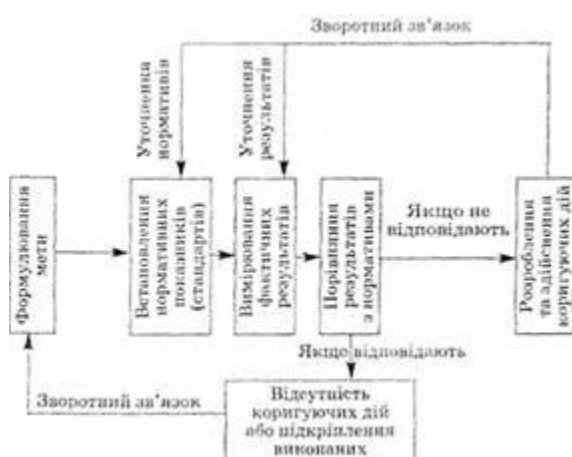 Зворотний зв'язок
Уточнення
нормативів
Уточнення
результатів
Формулювання
мети
Встановлення
нормативних
показників
(стандартів)
Вимірювання
фактичних
результатів
Порівняння
результатів
з нормативами
Якщо не
відповідають
Розроблення
та здійснення
коригуючих дій
Якщо відповідають
Зворотний зв'язок
Відсутність
коригуючих дій
або підкріплення
виконаних